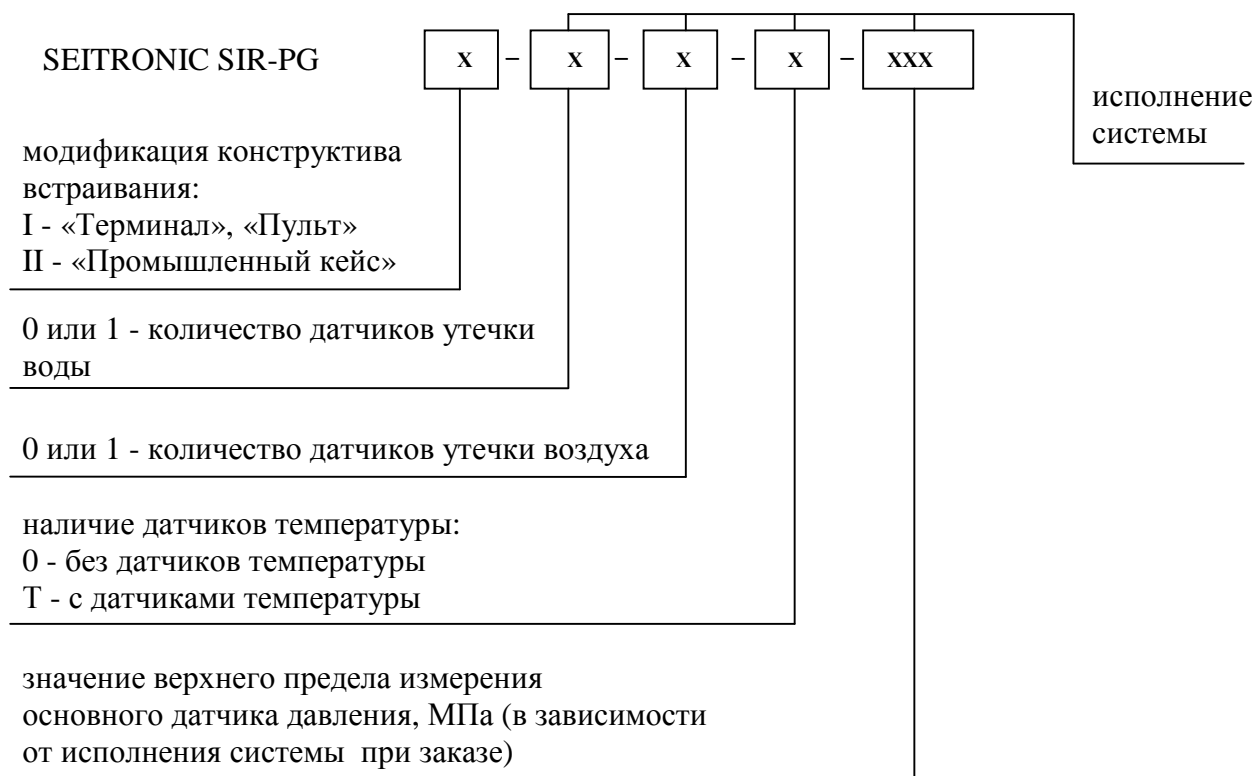 SEITRONIC SIR-PG x – x – x – x – xxx
исполнение
системы
модификация конструктива
встраивания:
I - «Терминал», «Пульт»
II - «Промышленный кейс»
0 или 1 - количество датчиков утечки
воды
0 или 1 - количество датчиков утечки воздуха
наличие датчиков температуры:
0 - без датчиков температуры
Т - с датчиками температуры
значение верхнего предела измерения
основного датчика давления, МПа (в зависимости
от исполнения системы при заказе)